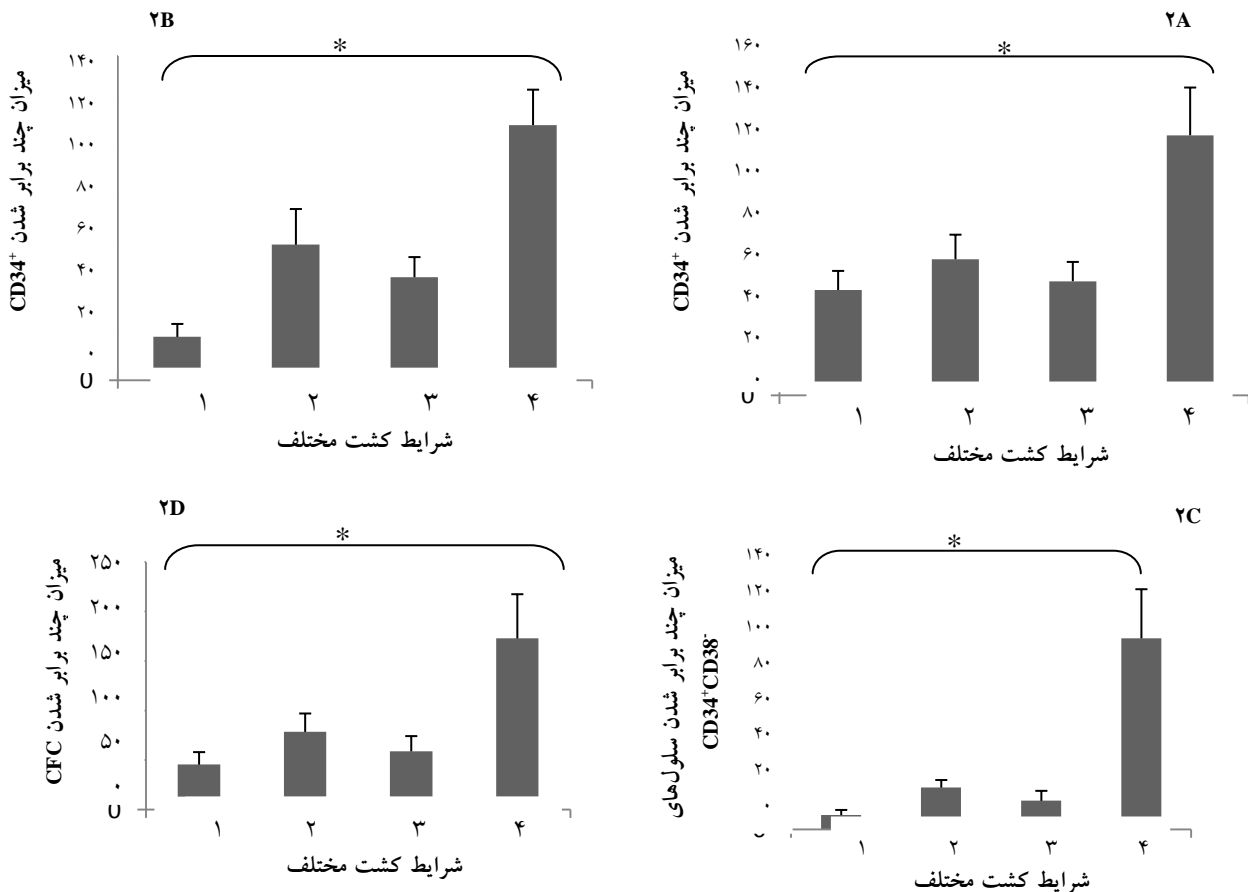 ۲A
میزان چند برابر شدن CD34+
۱۶۰
۱۴۰
۱۲۰
۱۰۰
۸۰
۶۰
۴۰
۲۰
۰
*
۱ ۲ ۳ ۴
شرایط کشت مختلف
۲B
میزان چند برابر شدن CD34+
۱۴۰
۱۲۰
۱۰۰
۸۰
۶۰
۴۰
۲۰
۰
0
*
۱ ۲ ۳ ۴
شرایط کشت مختلف
۲C
میزان چند برابر شدن سلول‌های
CD34+CD38-
۱۴۰
۱۲۰
۱۰۰
۸۰
۶۰
۴۰
۲۰
۰
*
۱ ۲ ۳ ۴
شرایط کشت مختلف
۲D
میزان چند برابر شدن CFC
۲۵۰
۲۰۰
۱۵۰
۱۰۰
۵۰
۰
*
۱ ۲ ۳ ۴
شرایط کشت مختلف